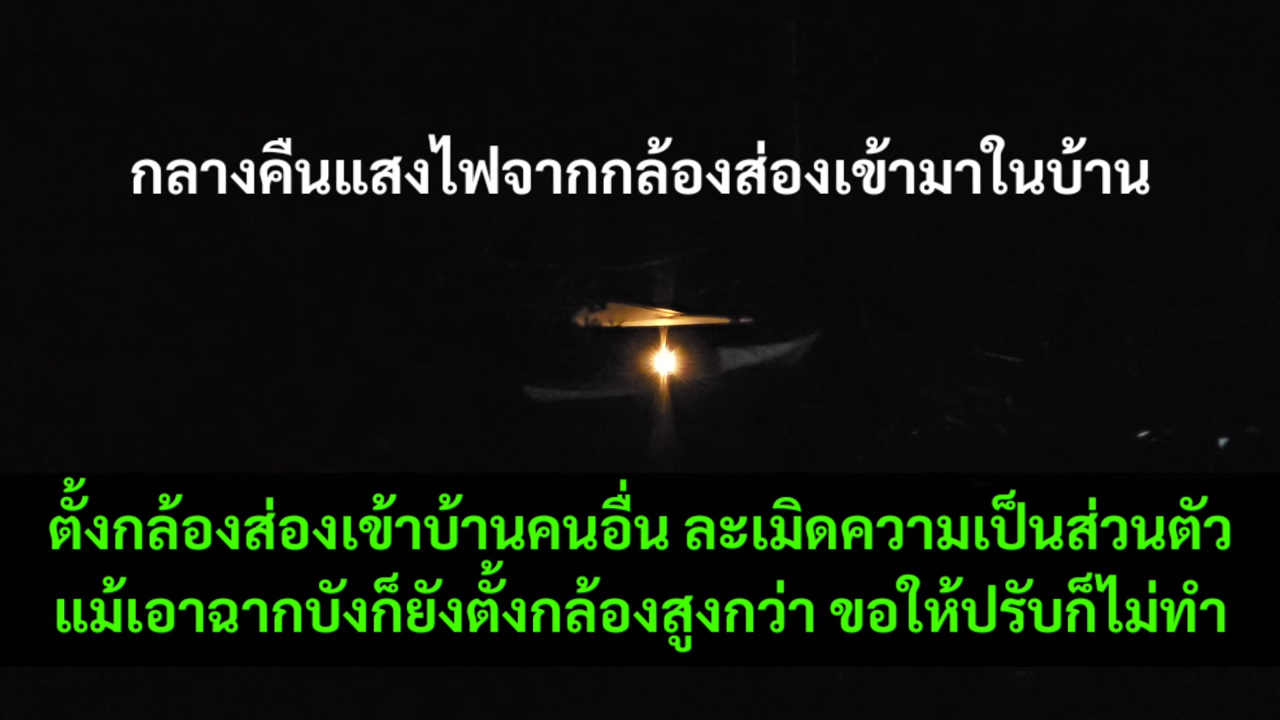 กลางคืนแสงไฟจากกล้องส่องเข้ามาในบ้าน
ตั้งกล้องส่องเข้าบ้านคนอื่น ละเมิดความเป็นส่วนตัว
แม้เอาฉากบังก็ยังตั้งกล้องสูงกว่า ขอให้ปรับก็ไม่ทำ